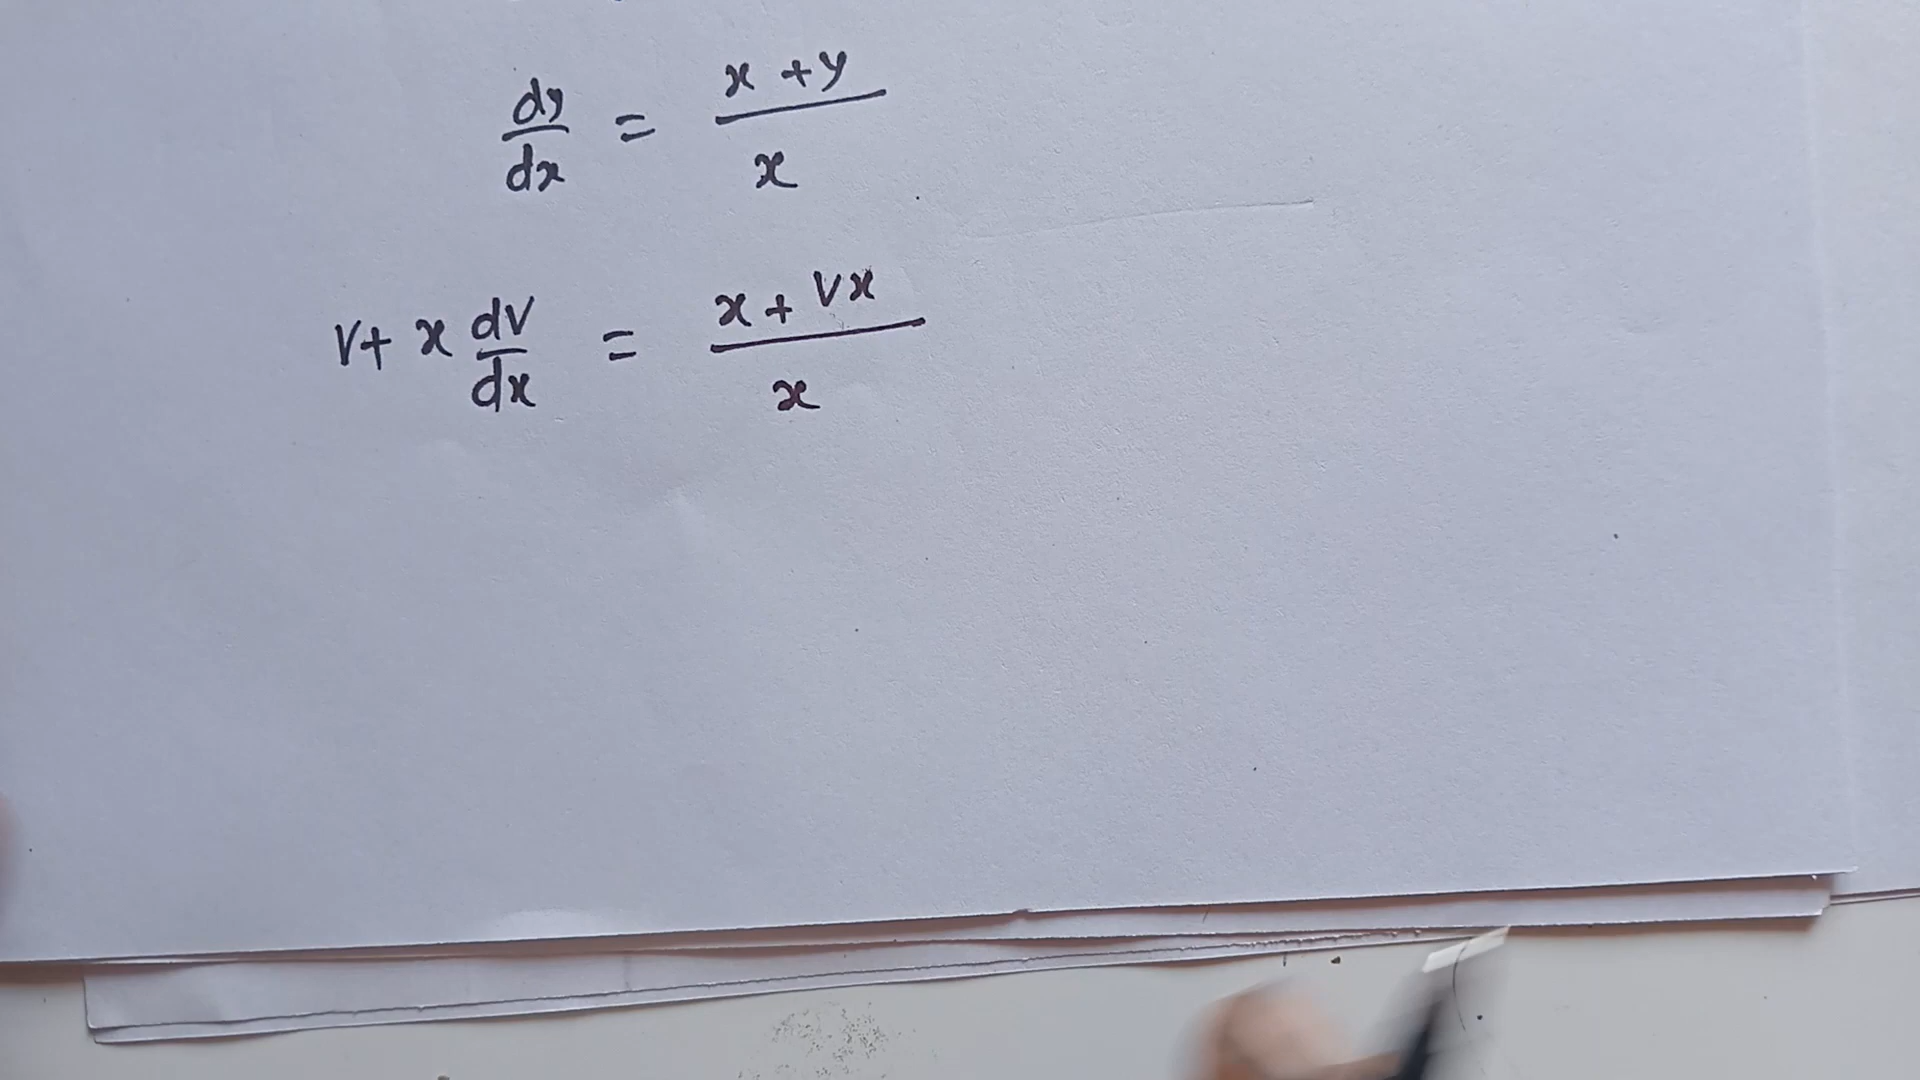 dy/dx = x + y / x
V + x dV/dx = x + Vx / x